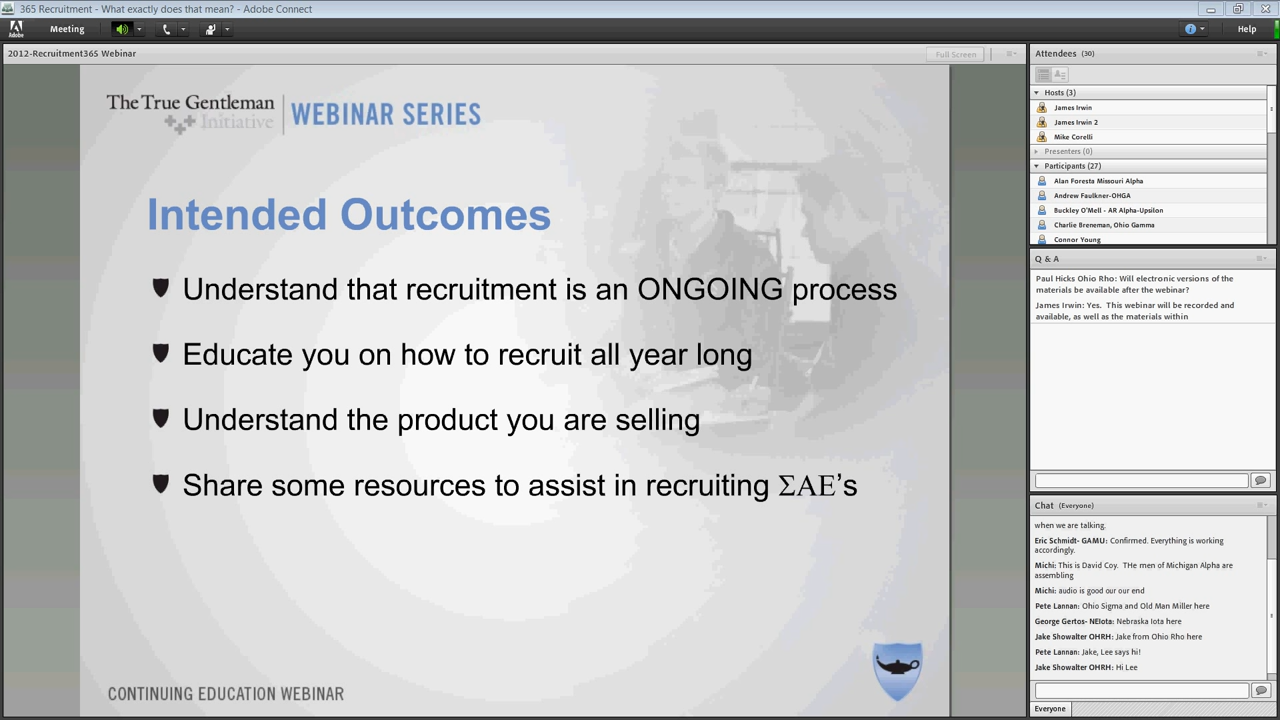 365 Recruitment - What exactly does that mean? - Adobe Connect
Adobe
Meeting
Help
2012-Recruitment365 Webinar
Full Screen
The True Gentleman
Initiative
WEBINAR SERIES
Intended Outcomes
Understand that recruitment is an ONGOING process
Educate you on how to recruit all year long
Understand the product you are selling
Share some resources to assist in recruiting ΣΑΕ’s
CONTINUING EDUCATION WEBINAR
Attendees (30)
Hosts (3)
James Irwin
James Irwin 2
Mike Corelli
Presenters (0)
Participants (27)
Alan Foresta Missouri Alpha
Andrew Faulkner-OHGA
Buckley O'Mell - AR Alpha-Upsilon
Charlie Breneman, Ohio Gamma
Connor Young
Q & A
Paul Hicks Ohio Rho: Will electronic versions of the
materials be available after the webinar?
James Irwin: Yes. This webinar will be recorded and
available, as well as the materials within
Chat (Everyone)
when we are talking.
Eric Schmidt- GAMU: Confirmed. Everything is working
accordingly.
Michi: This is David Coy. THe men of Michigan Alpha are
assembling
Michi: audio is good our our end
Pete Lannan: Ohio Sigma and Old Man Miller here
George Gertos- NEIota: Nebraska Iota here
Jake Showalter OHRH: Jake from Ohio Rho here
Pete Lannan: Jake, Lee says hi!
Jake Showalter OHRH: Hi Lee
Everyone